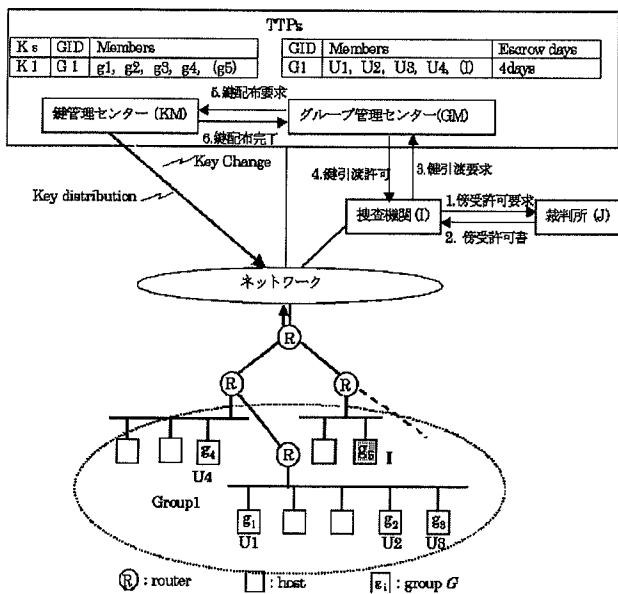 TTPs
Ks GID Members
K1 G1 g1, g2, g3, g4, (g5)
GID Members Escrow days
G1 U1, U2, U3, U4, (I) 4days
5.鍵配布要求
鍵管理センター(KM)
グループ管理センター(GM)
6.鍵配布完了
Key Change
4.鍵引渡許可
3.鍵引渡要求
Key distribution
1.傍受許可要求
捜査機関(I)
裁判所(J)
2. 傍受許可書
ネットワーク
R
R
R
g4
g5
I
U4
R
Group1
g1
g2
g3
U1
U2
U3
R : router
: host
gi : group G